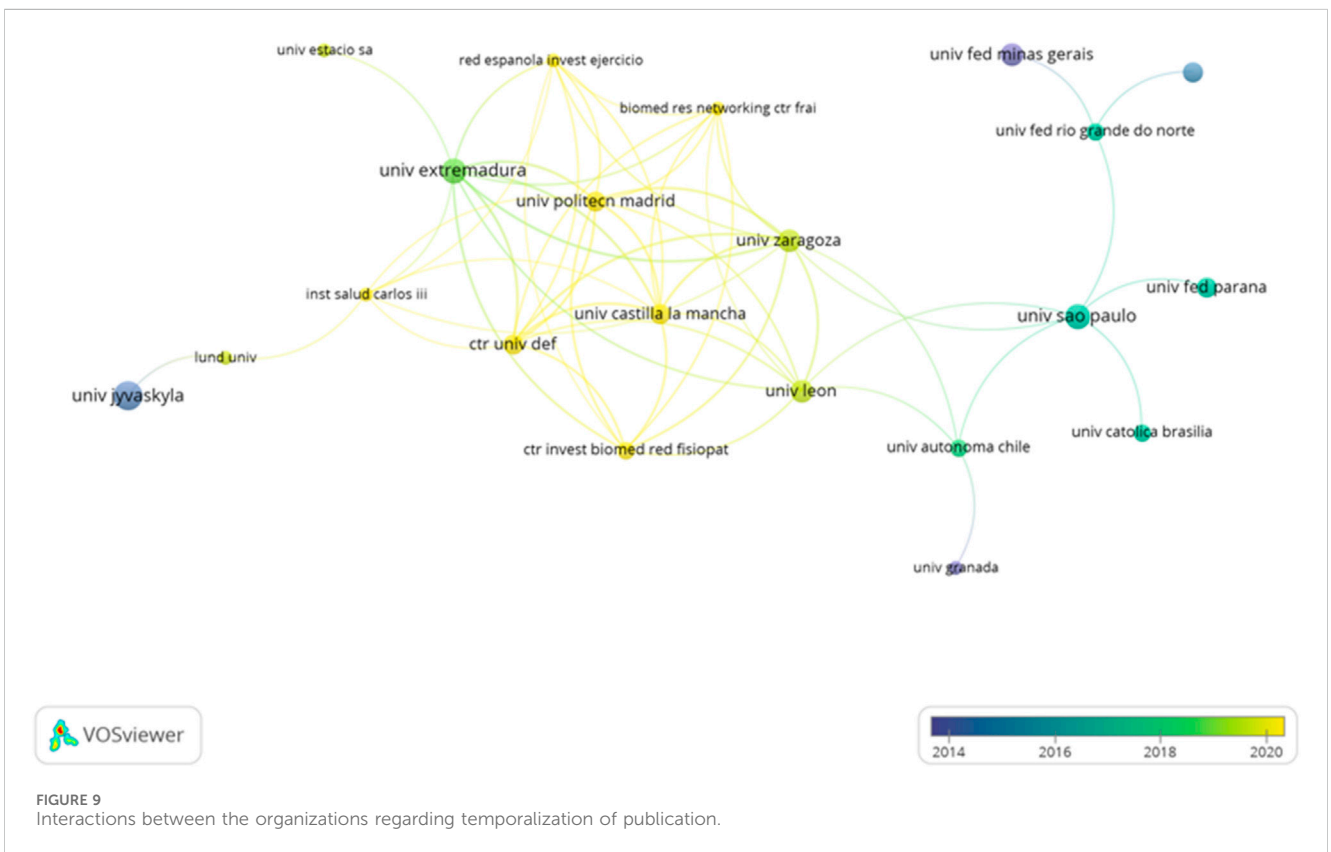 univ estacio sa
red espanola invest ejercicio
univ fed minas gerais
biomed res networking ctr frai
univ fed rio grande do norte
univ extremadura
univ politecn madrid
univ zaragoza
inst salud carlos iii
univ castilla la mancha
univ fed parana
univ sao paulo
ctr univ def
lund univ
univ jyvaskyla
univ leon
univ catolica brasilia
ctr invest biomed red fisiopat
univ autonoma chile
univ granada
VOSviewer
2014 2016 2018 2020
FIGURE 9
Interactions between the organizations regarding temporalization of publication.